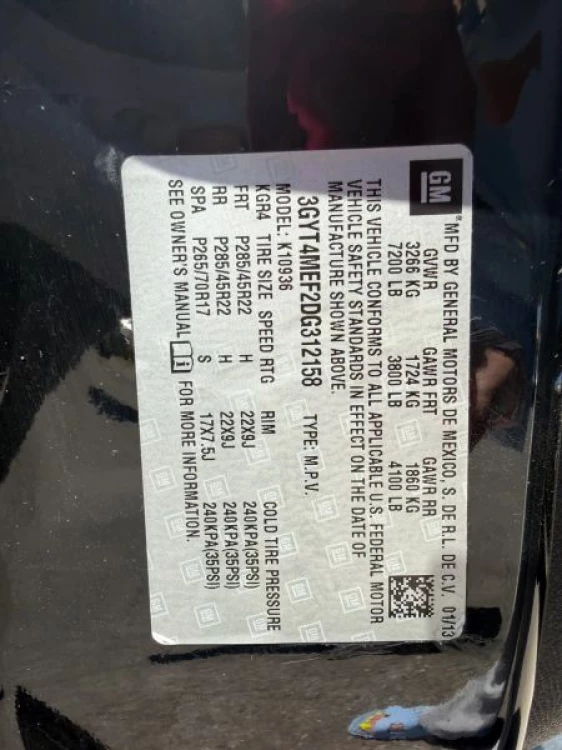 GM
® MFD BY GENERAL MOTORS DE MEXICO, S. DE R.L. DE C.V. 01/13
GVWR GAWR FRT GAWR RR
3266 KG 1724 KG 1860 KG
7200 LB 3800 LB 4100 LB
THIS VEHICLE CONFORMS TO ALL APPLICABLE U.S. FEDERAL MOTOR
VEHICLE SAFETY STANDARDS IN EFFECT ON THE DATE OF
MANUFACTURE SHOWN ABOVE.
3GYT4MEF2DG312158 TYPE: M.P.V.
MODEL: K10936
KGR4 TIRE SIZE SPEED RTG RIM COLD TIRE PRESSURE
FRT P285/45R22 H 22X9J 240KPA(35PSI)
RR P285/45R22 H 22X9J 240KPA(35PSI)
SPA P265/70R17 S 17X7.5J 240KPA(35PSI)
SEE OWNER'S MANUAL FOR MORE INFORMATION.